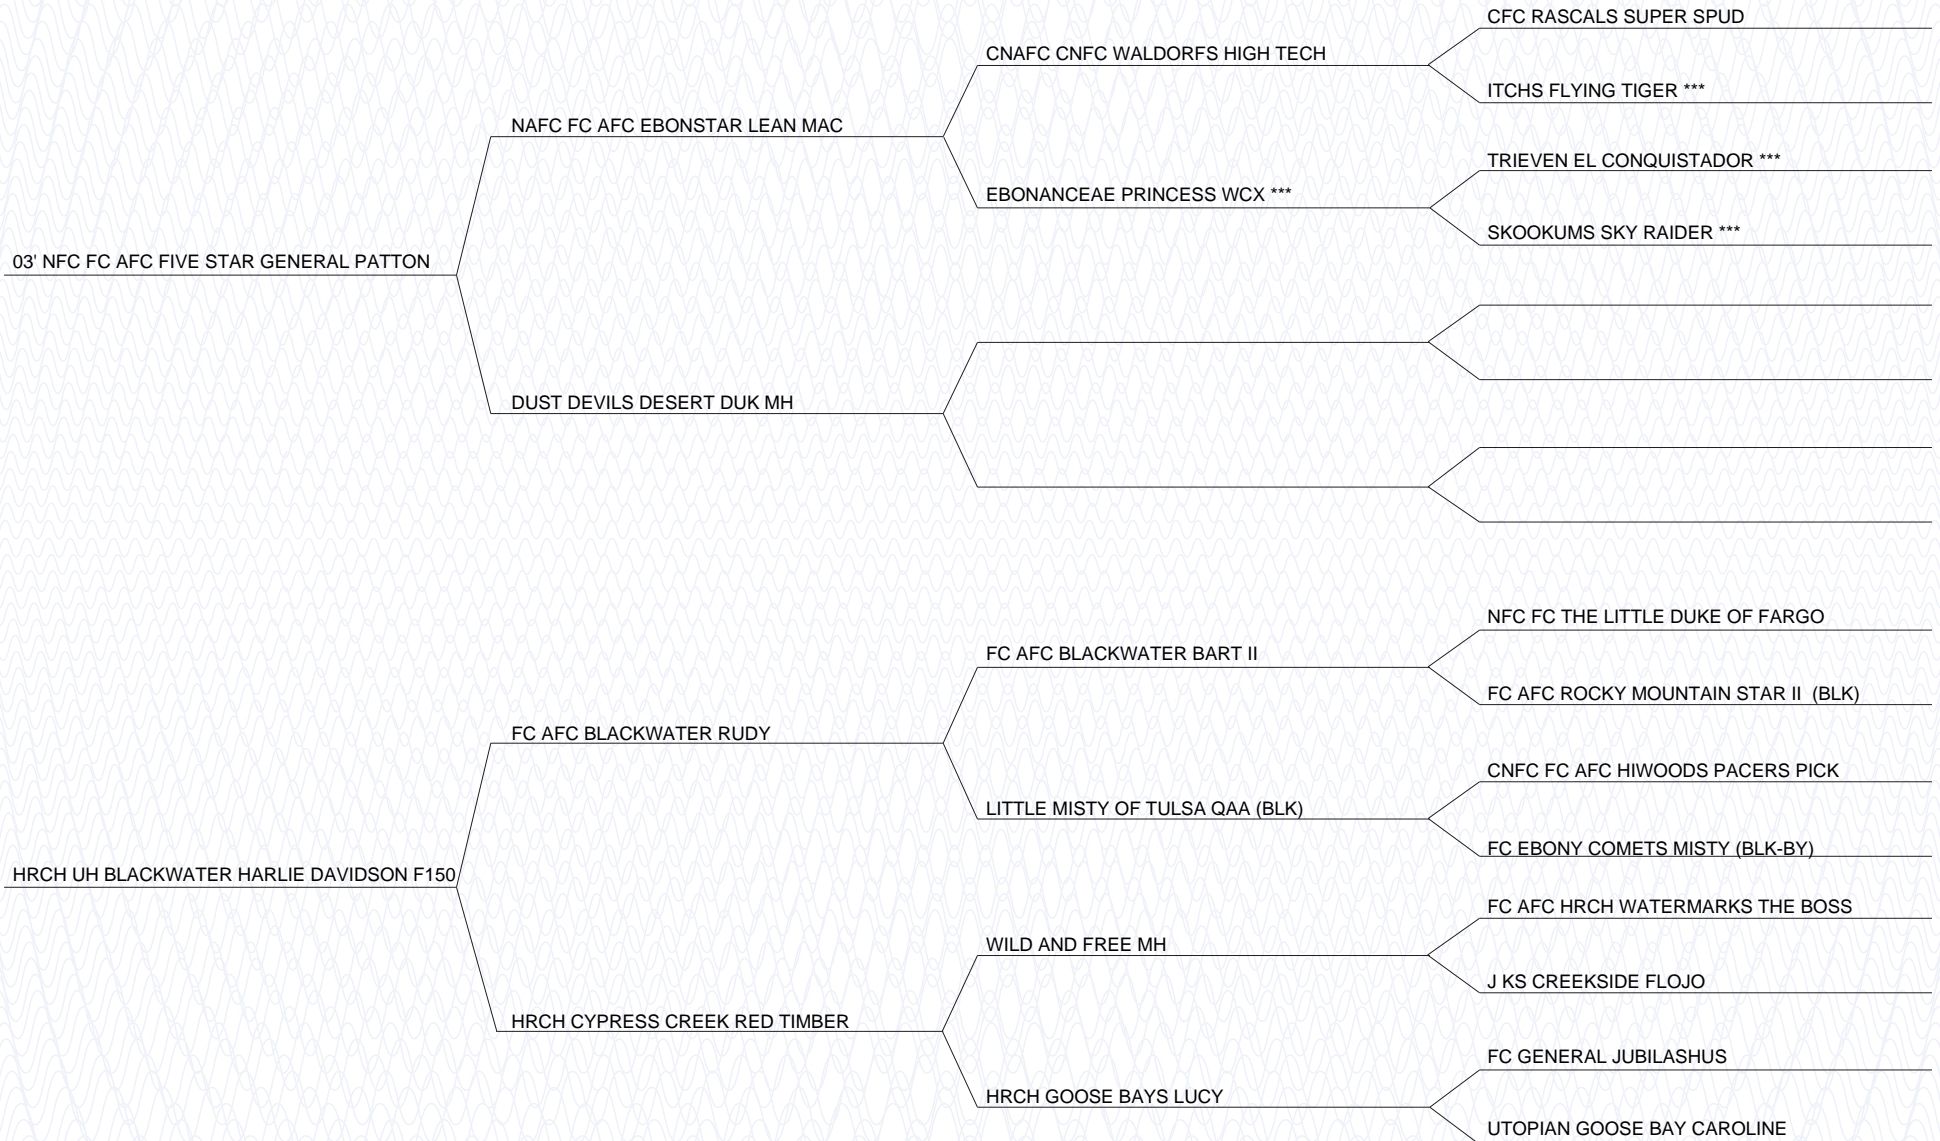 CFC RASCALS SUPER SPUD
CNAFC CNFC WALDORFS HIGH TECH
ITCHS FLYING TIGER ***
NAFC FC AFC EBONSTAR LEAN MAC
TRIEVEN EL CONQUISTADOR ***
EBONANCEAE PRINCESS WCX ***
SKOOKUMS SKY RAIDER ***
03' NFC FC AFC FIVE STAR GENERAL PATTON
DUST DEVILS DESERT DUK MH
NFC FC THE LITTLE DUKE OF FARGO
FC AFC BLACKWATER BART II
FC AFC ROCKY MOUNTAIN STAR II  (BLK)
FC AFC BLACKWATER RUDY
CNFC FC AFC HIWOODS PACERS PICK
LITTLE MISTY OF TULSA QAA (BLK)
FC EBONY COMETS MISTY (BLK-BY)
HRCH UH BLACKWATER HARLIE DAVIDSON F150
FC AFC HRCH WATERMARKS THE BOSS
WILD AND FREE MH
J KS CREEKSIDE FLOJO
HRCH CYPRESS CREEK RED TIMBER
FC GENERAL JUBILASHUS
HRCH GOOSE BAYS LUCY
UTOPIAN GOOSE BAY CAROLINE